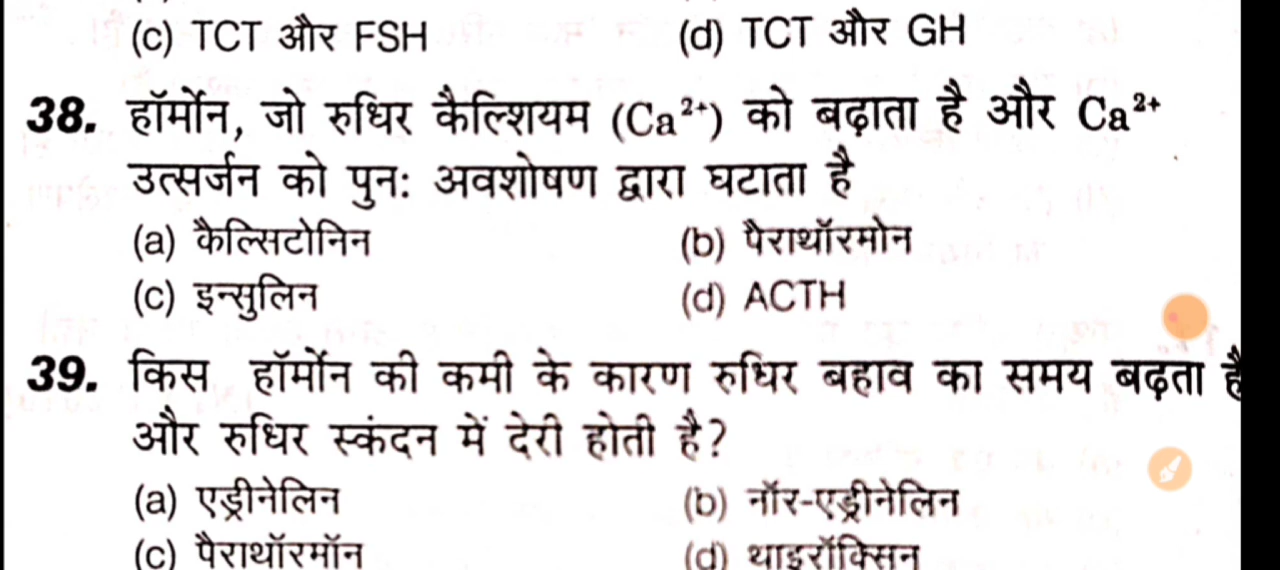 (c) TCT और FSH (d) TCT और GH
38. हॉर्मोन, जो रुधिर कैल्शियम (Ca²⁺) को बढ़ाता है और Ca²⁺
उत्सर्जन को पुन: अवशोषण द्वारा घटाता है
(a) कैल्सिटोनिन (b) पैराथॉरमोन
(c) इन्सुलिन (d) ACTH
39. किस हॉर्मोन की कमी के कारण रुधिर बहाव का समय बढ़ता है
और रुधिर स्कंदन में देरी होती है?
(a) एड्रीनेलिन (b) नॉर-एड्रीनेलिन
(c) पैराथॉरमॉन (d) थाइरॉक्सिन